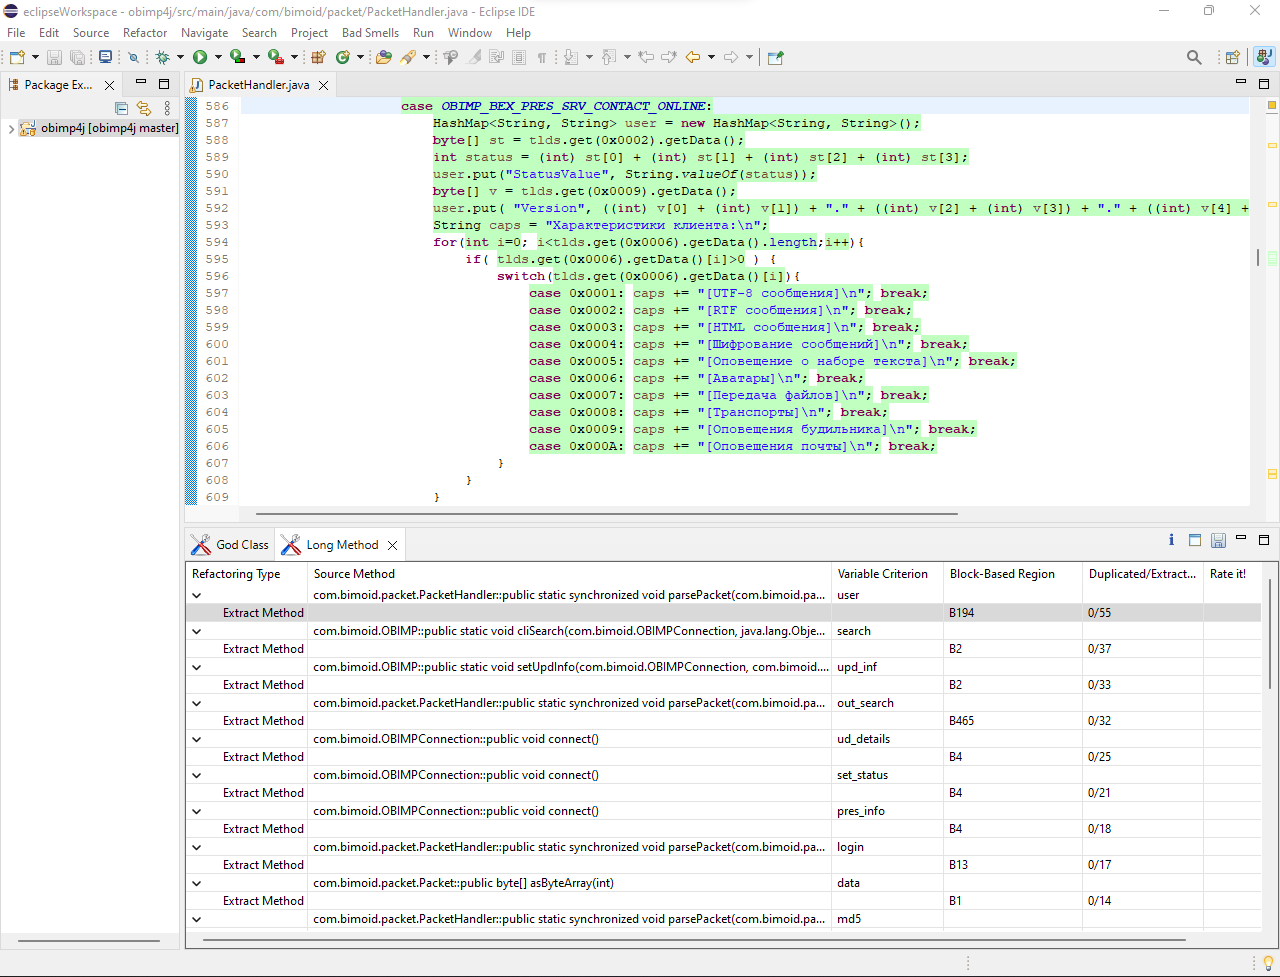 eclipseWorkspace - obimp4j/src/main/java/com/bimoid/packet/PacketHandler.java - Eclipse IDE
File Edit Source Refactor Navigate Search Project Bad Smells Run Window Help
Package Ex...
PacketHandler.java
obimp4j [obimp4j master]
586 case OBIMP_BEX_PRES_SRV_CONTACT_ONLINE:
587 HashMap<String, String> user = new HashMap<String, String>();
588 byte[] st = tlds.get(0x0002).getData();
589 int status = (int) st[0] + (int) st[1] + (int) st[2] + (int) st[3];
590 user.put("StatusValue", String.valueOf(status));
591 byte[] v = tlds.get(0x0009).getData();
592 user.put( "Version", ((int) v[0] + (int) v[1]) + "." + ((int) v[2] + (int) v[3]) + "." + ((int) v[4] +
593 String caps = "Характеристики клиента:\n";
594 for(int i=0; i<tlds.get(0x0006).getData().length;i++){
595 if( tlds.get(0x0006).getData()[i]>0 ) {
596 switch(tlds.get(0x0006).getData()[i]){
597 case 0x0001: caps += "[UTF-8 сообщения]\n"; break;
598 case 0x0002: caps += "[RTF сообщения]\n"; break;
599 case 0x0003: caps += "[HTML сообщения]\n"; break;
600 case 0x0004: caps += "[Шифрование сообщений]\n"; break;
601 case 0x0005: caps += "[Оповещение о наборе текста]\n"; break;
602 case 0x0006: caps += "[Аватары]\n"; break;
603 case 0x0007: caps += "[Передача файлов]\n"; break;
604 case 0x0008: caps += "[Транспорты]\n"; break;
605 case 0x0009: caps += "[Оповещения будильника]\n"; break;
606 case 0x000A: caps += "[Оповещения почты]\n"; break;
607 }
608 }
609 }
God Class Long Method
Refactoring Type Source Method Variable Criterion Block-Based Region Duplicated/Extract... Rate it!
com.bimoid.packet.PacketHandler::public static synchronized void parsePacket(com.bimoid.pa... user
Extract Method B194 0/55
com.bimoid.OBIMP::public static void cliSearch(com.bimoid.OBIMPConnection, java.lang.Obje... search
Extract Method B2 0/37
com.bimoid.OBIMP::public static void setUpdInfo(com.bimoid.OBIMPConnection, com.bimoid.... upd_inf
Extract Method B2 0/33
com.bimoid.packet.PacketHandler::public static synchronized void parsePacket(com.bimoid.pa... out_search
Extract Method B465 0/32
com.bimoid.OBIMPConnection::public void connect() ud_details
Extract Method B4 0/25
com.bimoid.OBIMPConnection::public void connect() set_status
Extract Method B4 0/21
com.bimoid.OBIMPConnection::public void connect() pres_info
Extract Method B4 0/18
com.bimoid.packet.PacketHandler::public static synchronized void parsePacket(com.bimoid.pa... login
Extract Method B13 0/17
com.bimoid.packet.Packet::public byte[] asByteArray(int) data
Extract Method B1 0/14
com.bimoid.packet.PacketHandler::public static synchronized void parsePacket(com.bimoid.pa... md5